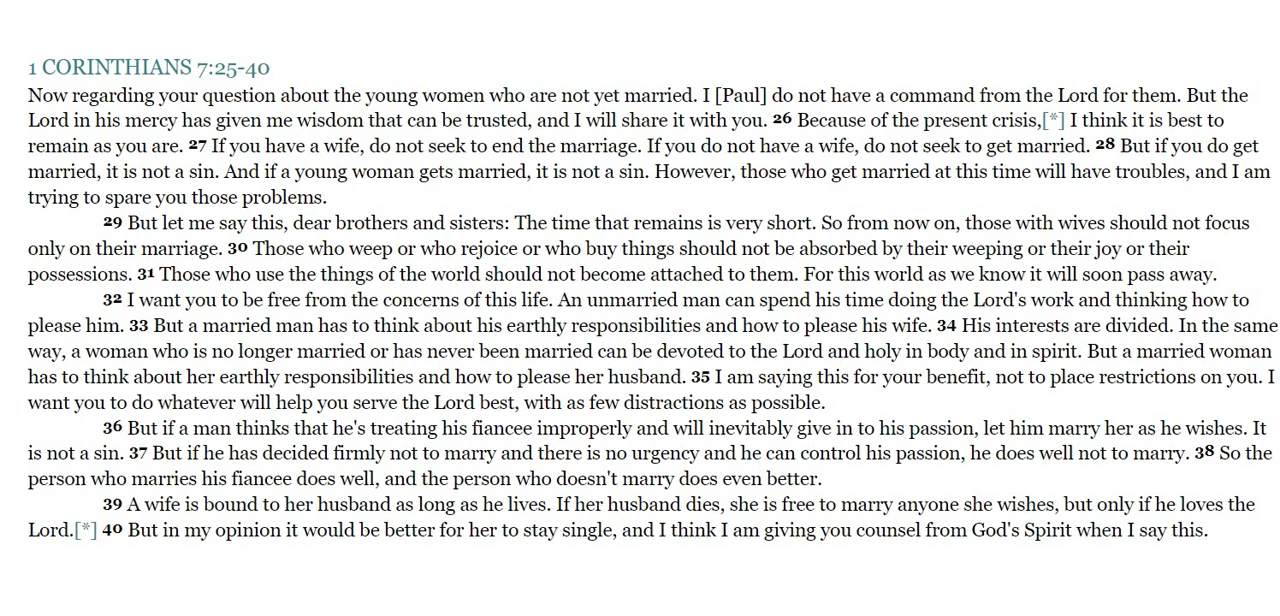 1 CORINTHIANS 7:25-40
Now regarding your question about the young women who are not yet married. I [Paul] do not have a command from the Lord for them. But the
Lord in his mercy has given me wisdom that can be trusted, and I will share it with you. 26 Because of the present crisis,[*] I think it is best to
remain as you are. 27 If you have a wife, do not seek to end the marriage. If you do not have a wife, do not seek to get married. 28 But if you do get
married, it is not a sin. And if a young woman gets married, it is not a sin. However, those who get married at this time will have troubles, and I am
trying to spare you those problems.
29 But let me say this, dear brothers and sisters: The time that remains is very short. So from now on, those with wives should not focus
only on their marriage. 30 Those who weep or who rejoice or who buy things should not be absorbed by their weeping or their joy or their
possessions. 31 Those who use the things of the world should not become attached to them. For this world as we know it will soon pass away.
32 I want you to be free from the concerns of this life. An unmarried man can spend his time doing the Lord's work and thinking how to
please him. 33 But a married man has to think about his earthly responsibilities and how to please his wife. 34 His interests are divided. In the same
way, a woman who is no longer married or has never been married can be devoted to the Lord and holy in body and in spirit. But a married woman
has to think about her earthly responsibilities and how to please her husband. 35 I am saying this for your benefit, not to place restrictions on you. I
want you to do whatever will help you serve the Lord best, with as few distractions as possible.
36 But if a man thinks that he's treating his fiancee improperly and will inevitably give in to his passion, let him marry her as he wishes. It
is not a sin. 37 But if he has decided firmly not to marry and there is no urgency and he can control his passion, he does well not to marry. 38 So the
person who marries his fiancee does well, and the person who doesn't marry does even better.
39 A wife is bound to her husband as long as he lives. If her husband dies, she is free to marry anyone she wishes, but only if he loves the
Lord.[*] 40 But in my opinion it would be better for her to stay single, and I think I am giving you counsel from God's Spirit when I say this.